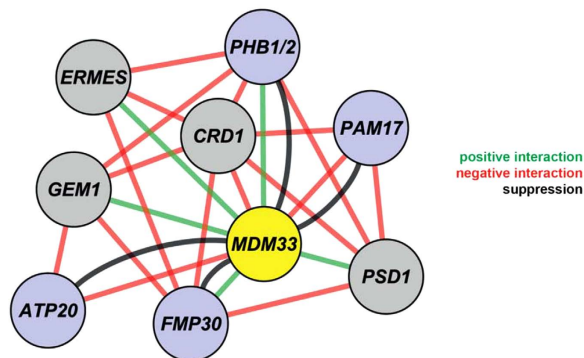 PHB1/2
ERMES
PAM17
CRD1
positive interaction
negative interaction
suppression
GEM1
MDM33
PSD1
ATP20
FMP30